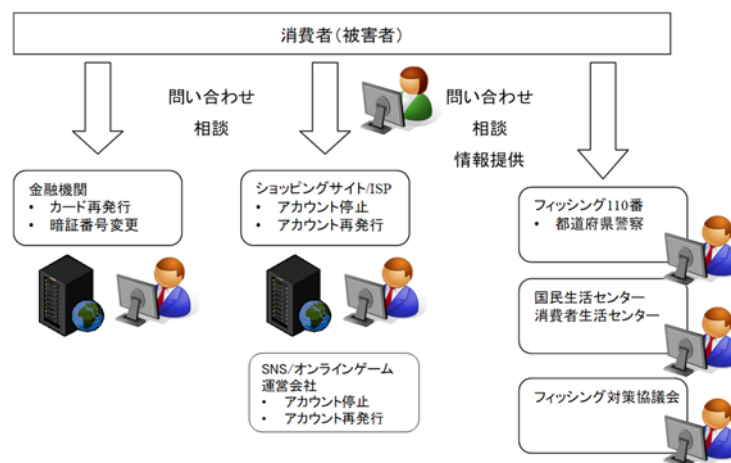 消費者（被害者）
問い合わせ
相談
問い合わせ
相談
情報提供
金融機関
• カード再発行
• 暗証番号変更
ショッピングサイト/ISP
• アカウント停止
• アカウント再発行
SNS/オンラインゲーム
運営会社
• アカウント停止
• アカウント再発行
フィッシング110番
• 都道府県警察
国民生活センター
消費者生活センター
フィッシング対策協議会